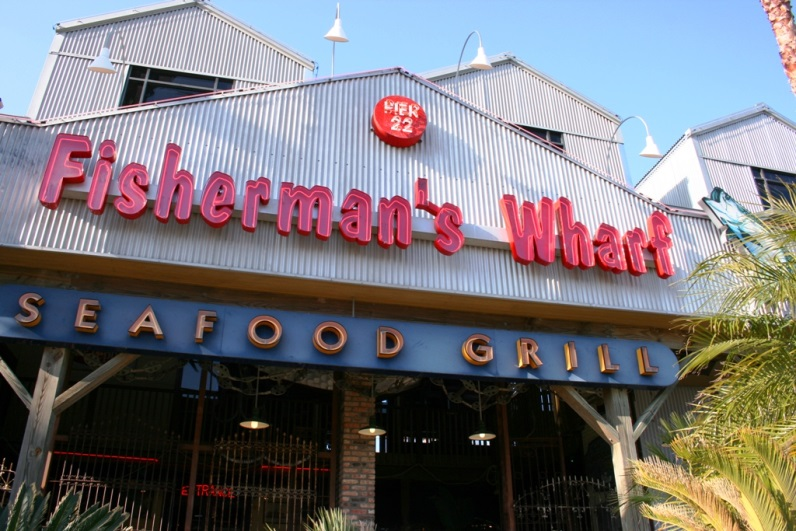 PIER
22
Fisherman's Wharf
SEAFOOD GRILL
ENTRANCE